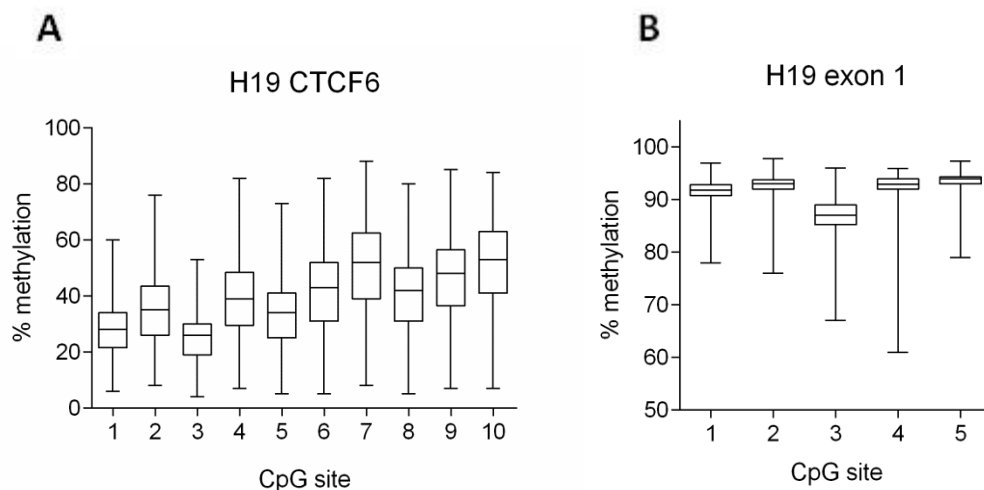 A
H19 CTCF6
% methylation
100
80
60
40
20
0
1 2 3 4 5 6 7 8 9 10
CpG site
B
H19 exon 1
% methylation
100
90
80
70
60
50
1 2 3 4 5
CpG site